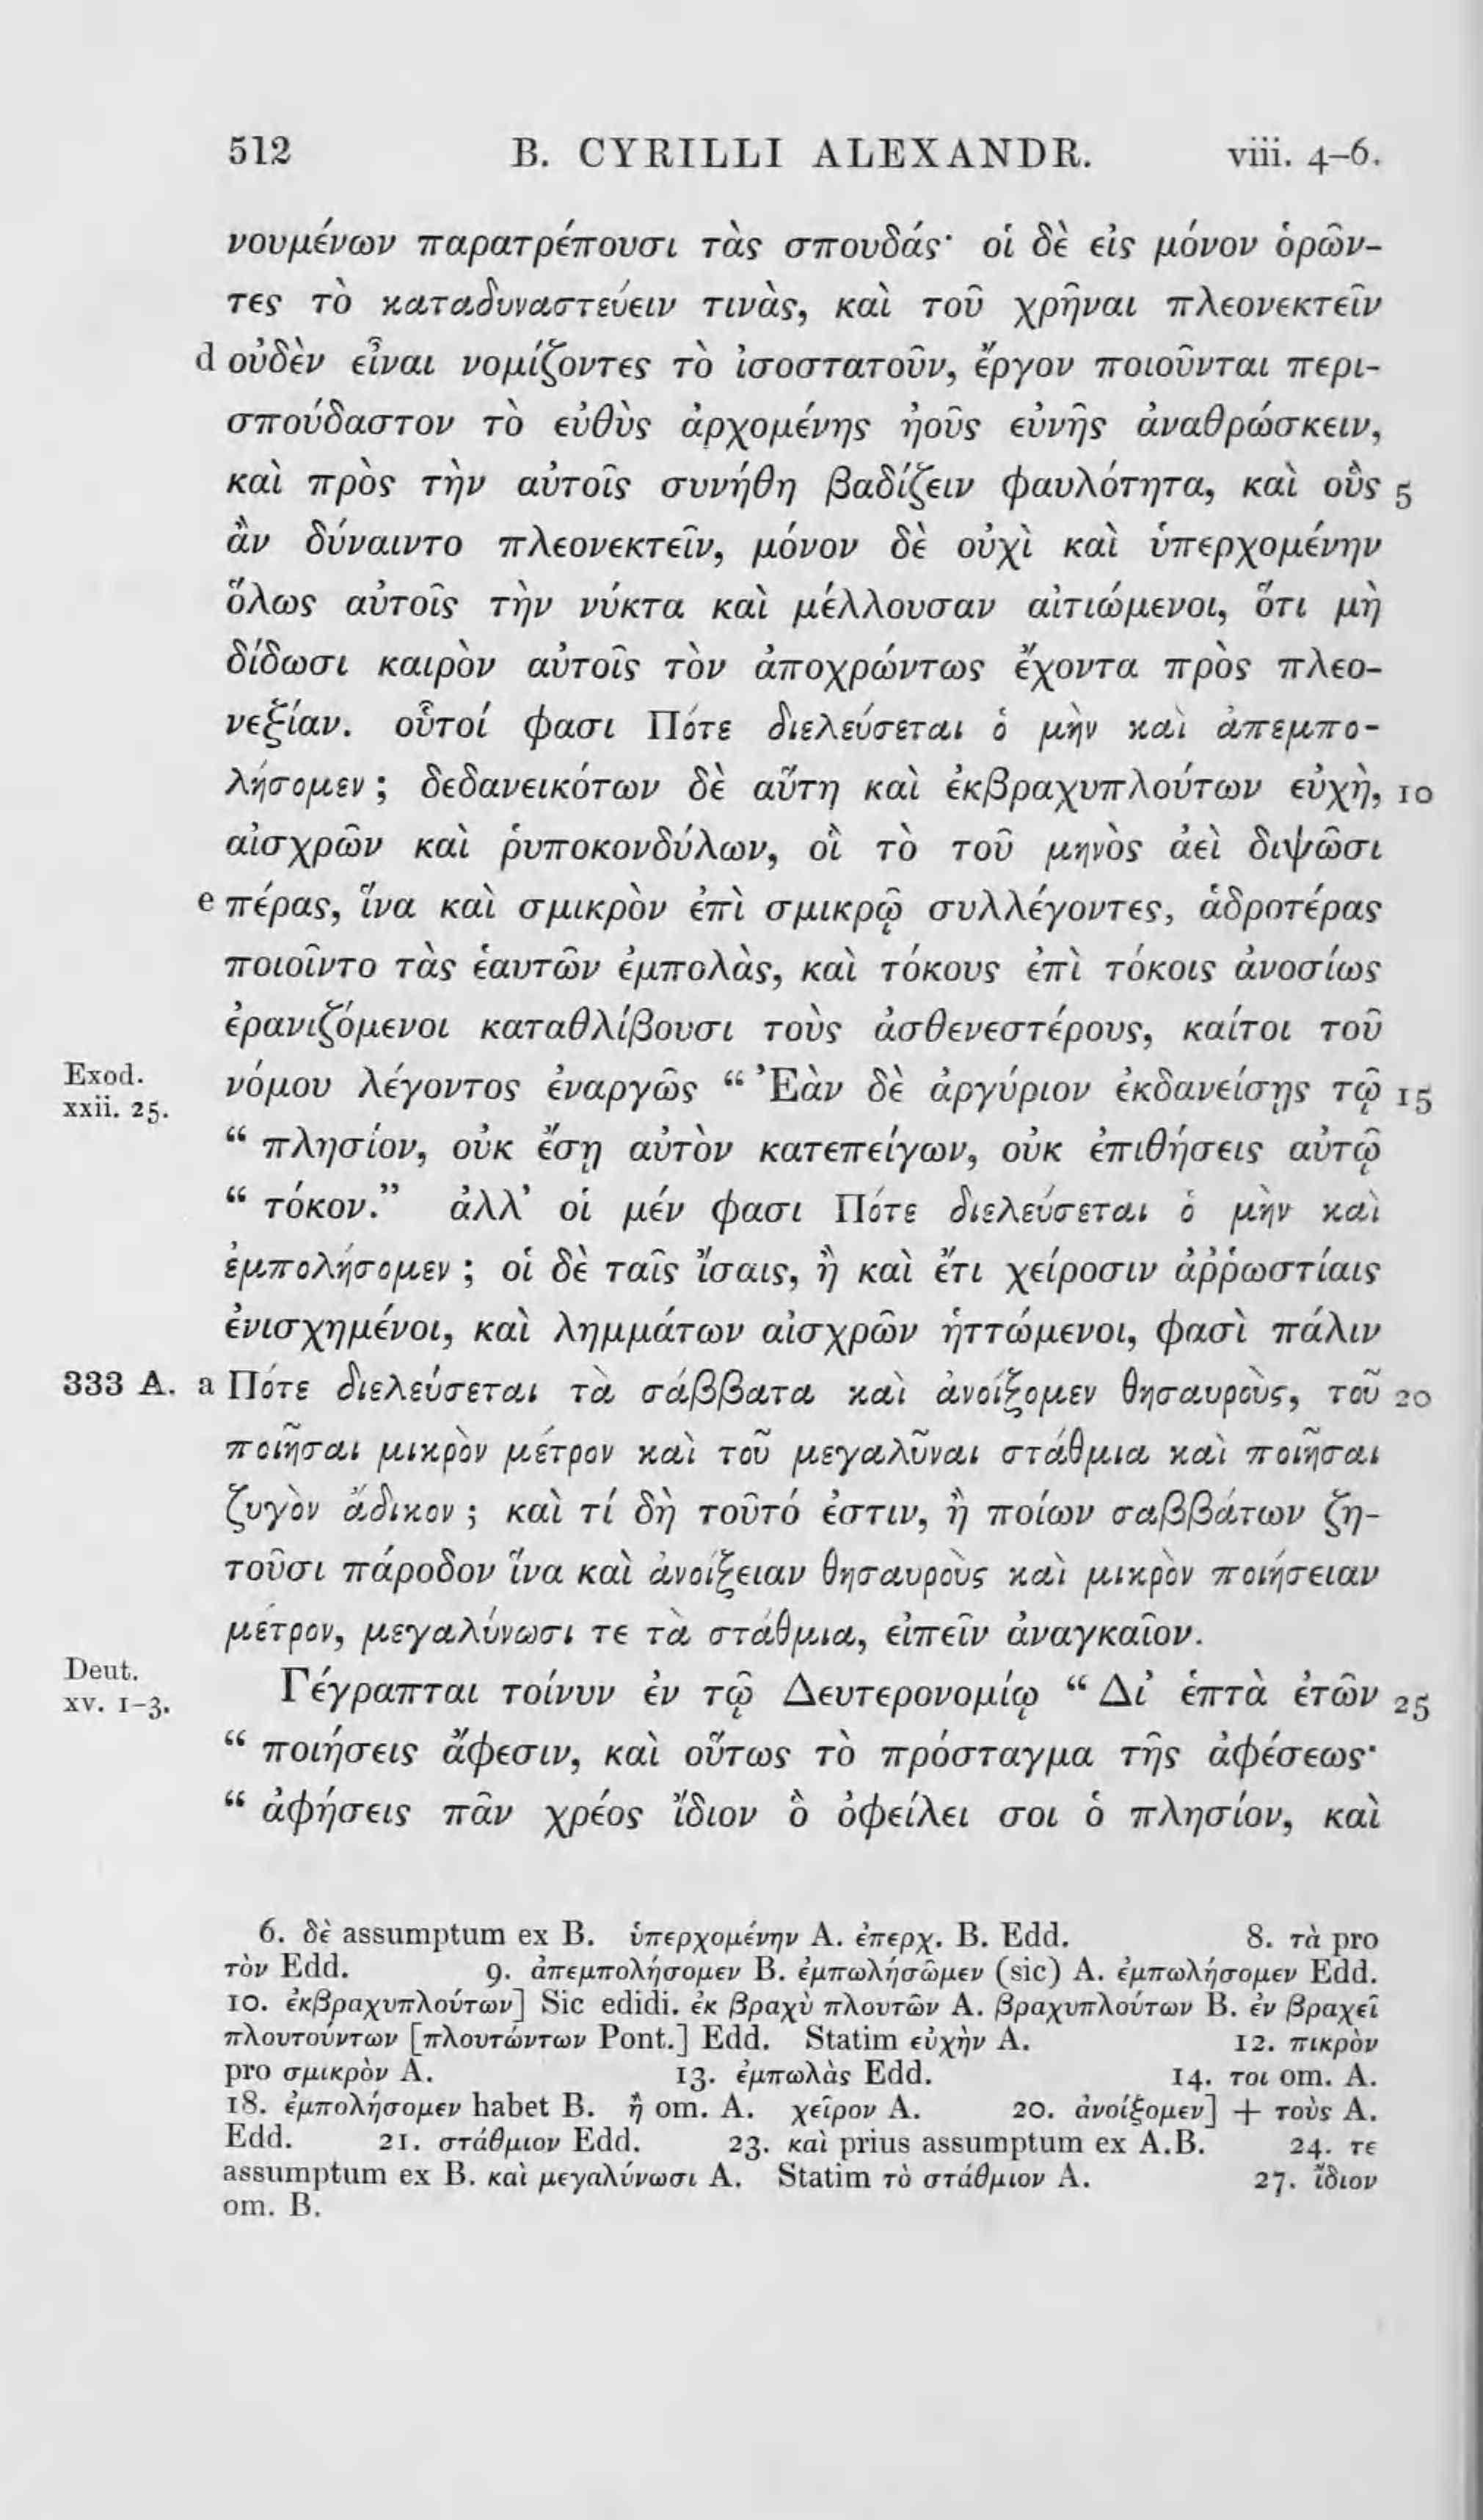 512 B. CYRILLI ALEXANDR. viii. 4–6.
νουμένων παρατρέπουσι τὰς σπουδάς· οἱ δὲ εἰς μόνον ὁρῶν-
τες τὸ καταδυναστεύειν τινὰς, καὶ τοῦ χρῆναι πλεονεκτεῖν
d οὐδὲν εἶναι νομίζοντες τὸ ἰσοστατοῦν, ἔργον ποιοῦνται περι-
σπούδαστον τὸ εὐθὺς ἀρχομένης ἠοῦς εὐνῆς ἀναθρώσκειν,
καὶ πρὸς τὴν αὐτοῖς συνήθη βαδίζειν φαυλότητα, καὶ οὓς 5
ἂν δύναιντο πλεονεκτεῖν, μόνον δὲ οὐχὶ καὶ ὑπερχομένην
ὅλως αὐτοῖς τὴν νύκτα καὶ μέλλουσαν αἰτιώμενοι, ὅτι μὴ
δίδωσι καιρὸν αὐτοῖς τὸν ἀποχρώντως ἔχοντα πρὸς πλεο-
νεξίαν. οὗτοί φασι Πότε διελεύσεται ὁ μὴν καὶ ἀπεμπο-
λήσομεν ; δεδανεικότων δὲ αὕτη καὶ ἐκβραχυπλούτων εὐχὴ, 10
αἰσχρῶν καὶ ῥυποκονδύλων, οἳ τὸ τοῦ μηνὸς ἀεὶ διψῶσι
e πέρας, ἵνα καὶ σμικρὸν ἐπὶ σμικρῷ συλλέγοντες, ἁδροτέρας
ποιοῖντο τὰς ἑαυτῶν ἐμπολὰς, καὶ τόκους ἐπὶ τόκοις ἀνοσίως
ἐρανιζόμενοι καταθλίβουσι τοὺς ἀσθενεστέρους, καίτοι τοῦ
Exod. xxii. 25. νόμου λέγοντος ἐναργῶς “ Ἐὰν δὲ ἀργύριον ἐκδανείσῃς τῷ 15
“ πλησίον, οὐκ ἔσῃ αὐτὸν κατεπείγων, οὐκ ἐπιθήσεις αὐτῷ
“ τόκον.” ἀλλ’ οἱ μέν φασι Πότε διελεύσεται ὁ μὴν καὶ
ἐμπολήσομεν ; οἱ δὲ ταῖς ἴσαις, ἢ καὶ ἔτι χείροσιν ἀῤῥωστίαις
ἐνισχημένοι, καὶ λημμάτων αἰσχρῶν ἡττώμενοι, φασὶ πάλιν
333 A. a Πότε διελεύσεται τὰ σάββατα καὶ ἀνοίξομεν θησαυροὺς, τοῦ 20
ποιῆσαι μικρὸν μέτρον καὶ τοῦ μεγαλῦναι στάθμια καὶ ποιῆσαι
ζυγὸν ἄδικον ; καὶ τί δὴ τοῦτό ἐστιν, ἢ ποίων σαββάτων ζη-
τοῦσι πάροδον ἵνα καὶ ἀνοίξειαν θησαυροὺς καὶ μικρὸν ποιήσειαν
μέτρον, μεγαλύνωσι τε τὰ στάθμια, εἰπεῖν ἀναγκαῖον.
Deut. xv. 1–3. Γέγραπται τοίνυν ἐν τῷ Δευτερονομίῳ “ Δι’ ἑπτὰ ἐτῶν 25
“ ποιήσεις ἄφεσιν, καὶ οὕτως τὸ πρόσταγμα τῆς ἀφέσεως·
“ ἀφήσεις πᾶν χρέος ἴδιον ὃ ὀφείλει σοι ὁ πλησίον, καὶ
6. δὲ assumptum ex B. ὑπερχομένην A. ἐπερχ. B. Edd. 8. τὰ pro
τὸν Edd. 9. ἀπεμπολήσομεν B. ἐμπωλήσῶμεν (sic) A. ἐμπωλήσομεν Edd.
10. ἐκβραχυπλούτων] Sic edidi. ἐκ βραχὺ πλουτῶν A. βραχυπλούτων B. ἐν βραχεῖ
πλουτούντων [πλουτώντων Pont.] Edd. Statim εὐχὴν A. 12. πικρὸν
pro σμικρὸν A. 13. ἐμπωλὰς Edd. 14. τοι om. A.
18. ἐμπολήσομεν habet B. ἢ om. A. χεῖρον A. 20. ἀνοίξομεν] + τοὺς A.
Edd. 21. στάθμιον Edd. 23. καὶ prius assumptum ex A.B. 24. τε
assumptum ex B. καὶ μεγαλύνωσι A. Statim τὸ στάθμιον A. 27. ἴδιον
om. B.